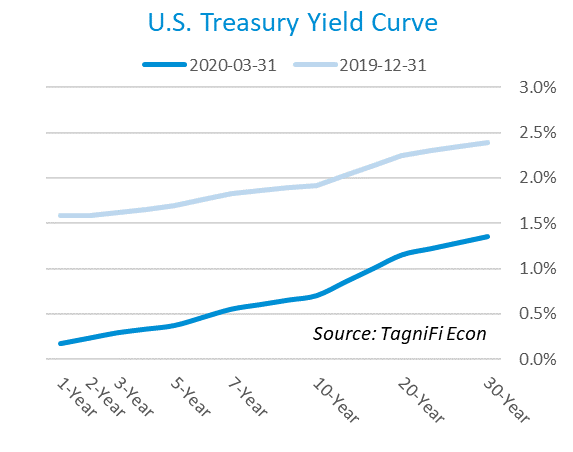 U.S. Treasury Yield Curve
2020-03-31 2019-12-31
3.0%
2.5%
2.0%
1.5%
1.0%
0.5%
Source: TagniFi Econ
0.0%
1-Year 2-Year 3-Year 5-Year 7-Year 10-Year 20-Year 30-Year